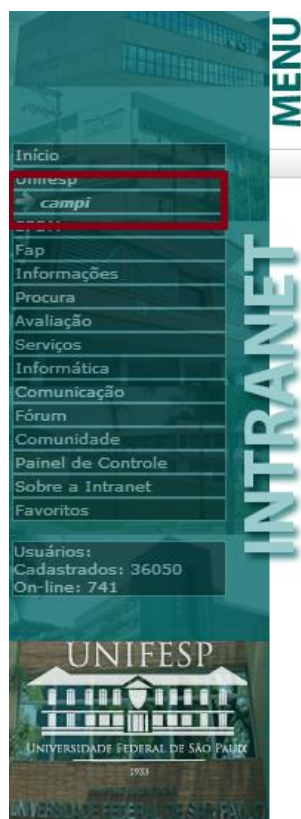 MENU
Início
Unifesp
campi
Fap
Informações
Procura
Avaliação
Serviços
Informática
Comunicação
Fórum
Comunidade
Painel de Controle
Sobre a Intranet
Favoritos
INTRANET
Usuários:
Cadastrados: 36050
On-line: 741
UNIFESP
UNIVERSIDADE FEDERAL DE SÃO PAULO
1933